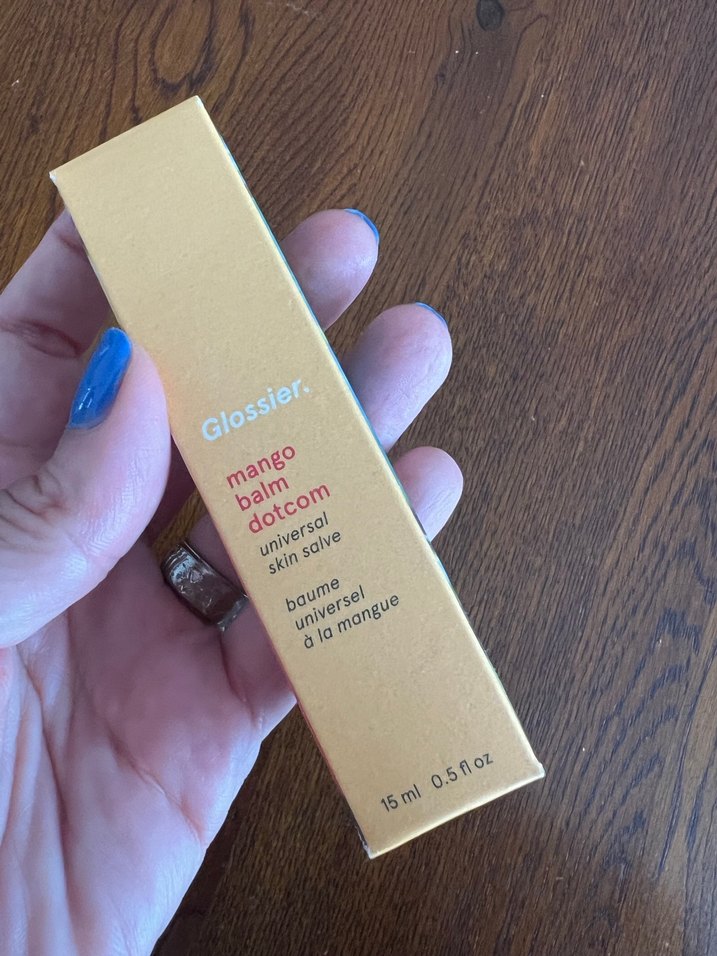 Glossier.
mango
balm
dotcom
universal
skin salve
baume
universel
à la mangue
15 ml 0.5 fl oz